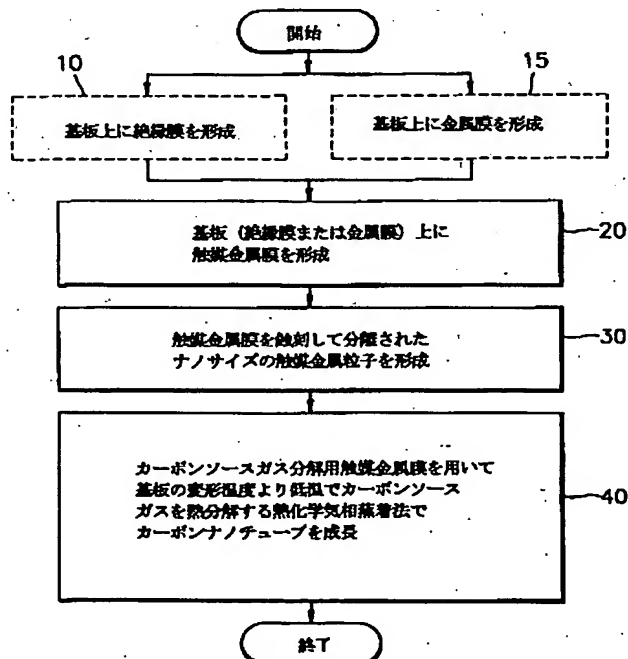 開始
10
15
基板上に絶縁膜を形成
基板上に金属膜を形成
基板（絶縁膜または金属膜）上に
触媒金属膜を形成
20
触媒金属膜を蝕刻して分離された
ナノサイズの触媒金属粒子を形成
30
カーボンソースガス分解用触媒金属膜を用いて
基板の変形温度より低温でカーボンソース
ガスを熱分解する熱化学気相蒸着法で
カーボンナノチューブを成長
40
終了